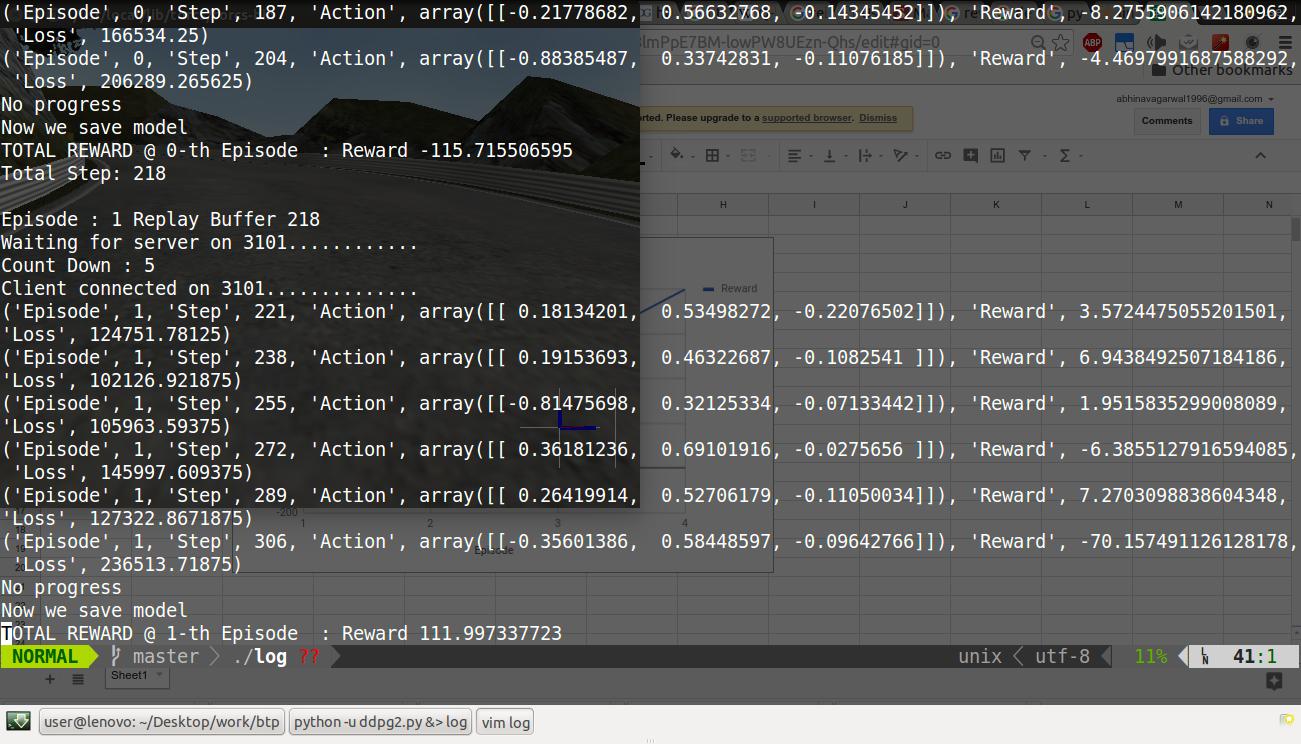 ('Episode', 0, 'Step', 187, 'Action', array([[-0.21778682, 0.56632768, -0.14345452]]), 'Reward', -8.2755906142180962,
'Loss', 166534.25)
('Episode', 0, 'Step', 204, 'Action', array([[-0.88385487, 0.33742831, -0.11076185]]), 'Reward', -4.4697991687588292,
'Loss', 206289.265625)
No progress
Now we save model
TOTAL REWARD @ 0-th Episode : Reward -115.715506595
Total Step: 218
Episode : 1 Replay Buffer 218
Waiting for server on 3101............
Count Down : 5
Client connected on 3101..............
('Episode', 1, 'Step', 221, 'Action', array([[ 0.18134201, 0.53498272, -0.22076502]]), 'Reward', 3.5724475055201501,
'Loss', 124751.78125)
('Episode', 1, 'Step', 238, 'Action', array([[ 0.19153693, 0.46322687, -0.1082541 ]]), 'Reward', 6.9438492507184186,
'Loss', 102126.921875)
('Episode', 1, 'Step', 255, 'Action', array([[-0.81475698, 0.32125334, -0.07133442]]), 'Reward', 1.9515835299008089,
'Loss', 105963.59375)
('Episode', 1, 'Step', 272, 'Action', array([[ 0.36181236, 0.69101916, -0.0275656 ]]), 'Reward', -6.3855127916594085,
'Loss', 145997.609375)
('Episode', 1, 'Step', 289, 'Action', array([[ 0.26419914, 0.52706179, -0.11050034]]), 'Reward', 7.2703098838604348,
'Loss', 127322.8671875)
('Episode', 1, 'Step', 306, 'Action', array([[-0.35601386, 0.58448597, -0.09642766]]), 'Reward', -70.157491126128178,
'Loss', 236513.71875)
No progress
Now we save model
TOTAL REWARD @ 1-th Episode : Reward 111.997337723
NORMAL master ./log ?? unix utf-8 11% LN 41:1
lmPpE7BM-lowPW8UEzn-Qhs/edit#gid=0
ABP
Other bookmarks
abhinavagarwal1996@gmail.com
rted. Please upgrade to a supported browser. Dismiss
Comments Share
H I J K L M N
Reward
-200
1 2 3 4
Episode
Sheet1
user@lenovo: ~/Desktop/work/btp
python -u ddpg2.py &> log
vim log